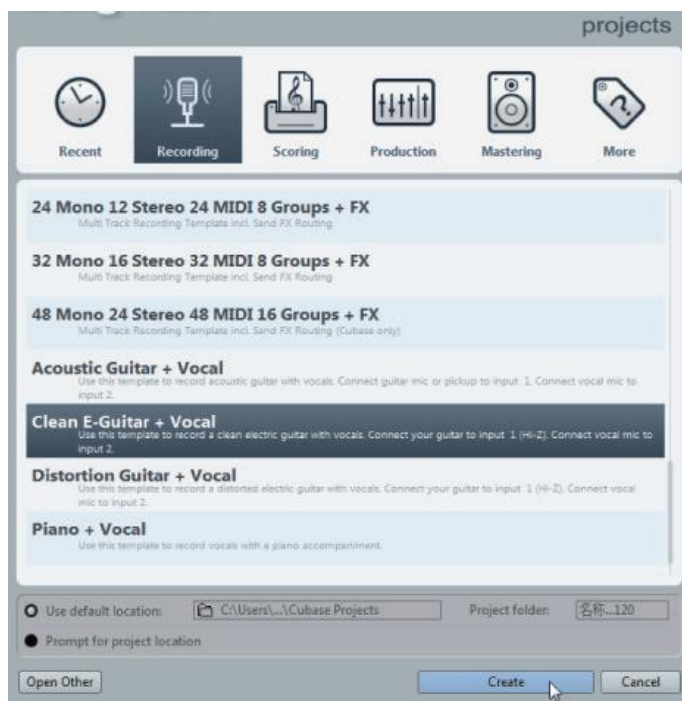 projects
Recent Recording Scoring Production Mastering More
24 Mono 12 Stereo 24 MIDI 8 Groups + FX
Multi Track Recording Template incl. Send FX Routing
32 Mono 16 Stereo 32 MIDI 8 Groups + FX
Multi Track Recording Template incl. Send FX Routing
48 Mono 24 Stereo 48 MIDI 16 Groups + FX
Multi Track Recording Template incl. Send FX Routing (Cubase only)
Acoustic Guitar + Vocal
Use this template to record acoustic guitar with vocals. Connect guitar mic or pickup to input 1. Connect vocal mic to
input 2.
Clean E-Guitar + Vocal
Use this template to record a clean electric guitar with vocals. Connect your guitar to input 1 (Hi-Z). Connect vocal mic to
input 2.
Distortion Guitar + Vocal
Use this template to record a distorted electric guitar with vocals. Connect your guitar to input 1 (Hi-Z). Connect vocal
mic to input 2.
Piano + Vocal
Use this template to record vocals with a piano accompaniment.
Use default location: C:\Users\...\Cubase Projects Project folder: 名称...120
Prompt for project location
Open Other Create Cancel